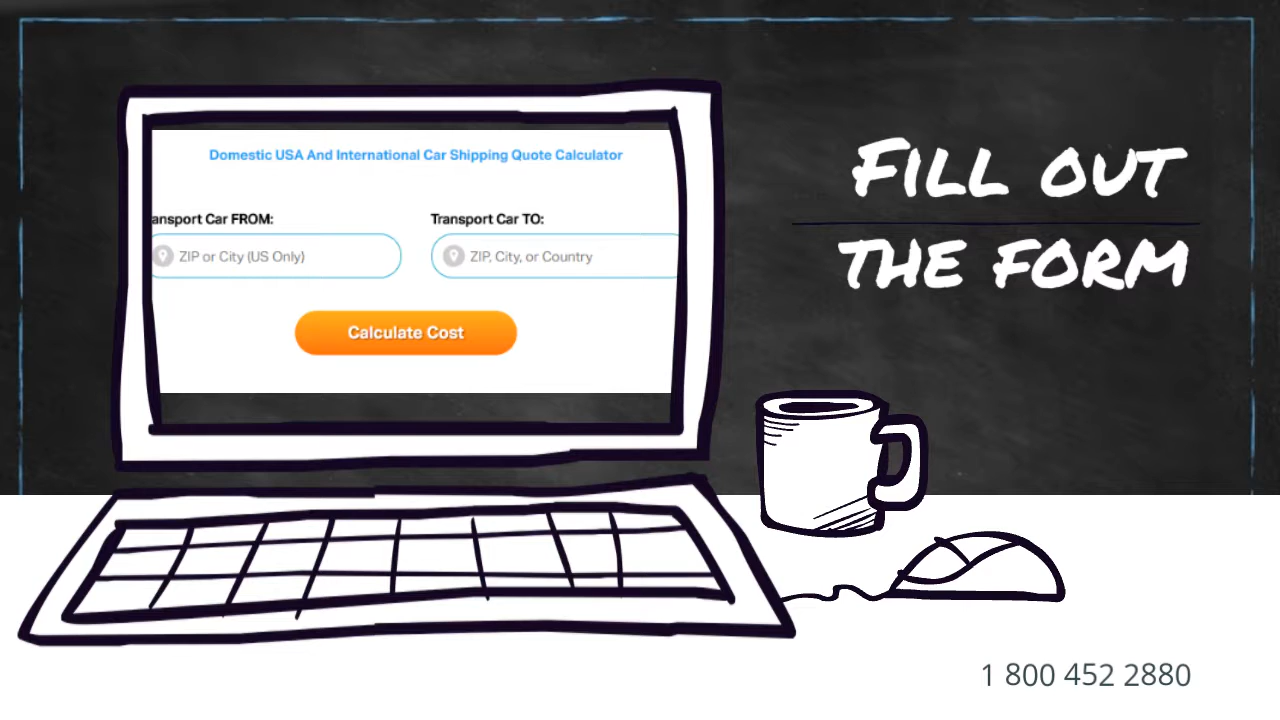 Domestic USA And International Car Shipping Quote Calculator
ansport Car FROM:
Transport Car TO:
ZIP or City (US Only)
ZIP, City, or Country
Calculate Cost
FILL OUT
THE FORM
1 800 452 2880